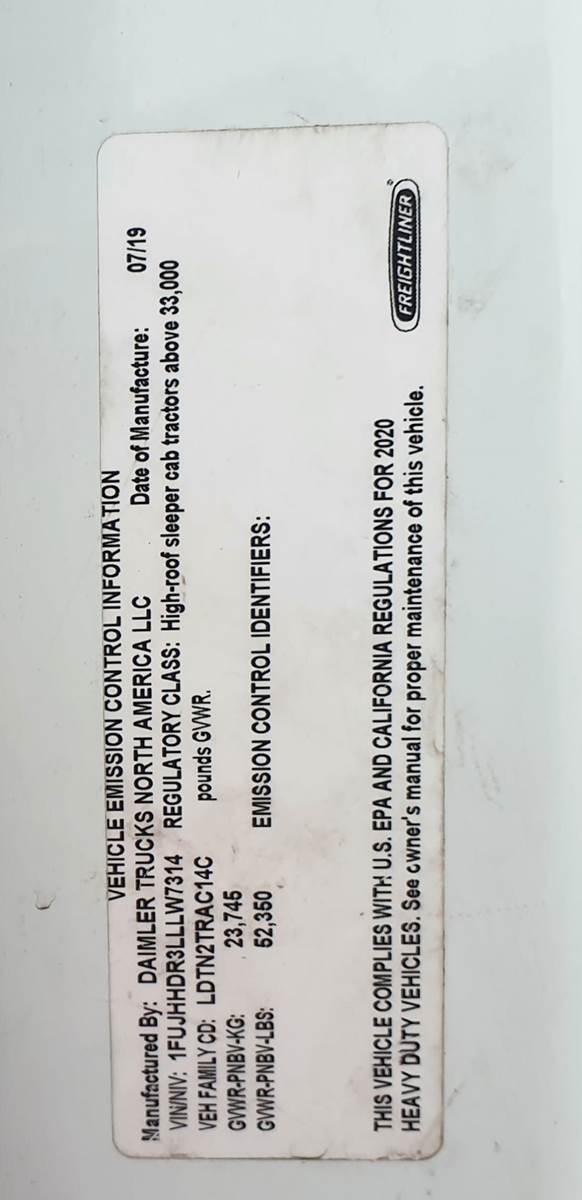 VEHICLE EMISSION CONTROL INFORMATION
Manufactured By: DAIMLER TRUCKS NORTH AMERICA LLC Date of Manufacture: 07/19
VIN/NIV: 1FUJHHDR3LLLW7314 REGULATORY CLASS: High-roof sleeper cab tractors above 33,000
VEH FAMILY CD: LDTN2TRAC14C pounds GVWR.
GVWR-PNBV-KG: 23,745
GVWR-PNBV-LBS: 52,350 EMISSION CONTROL IDENTIFIERS:
THIS VEHICLE COMPLIES WITH U.S. EPA AND CALIFORNIA REGULATIONS FOR 2020
HEAVY DUTY VEHICLES. See owner's manual for proper maintenance of this vehicle.
FREIGHTLINER®